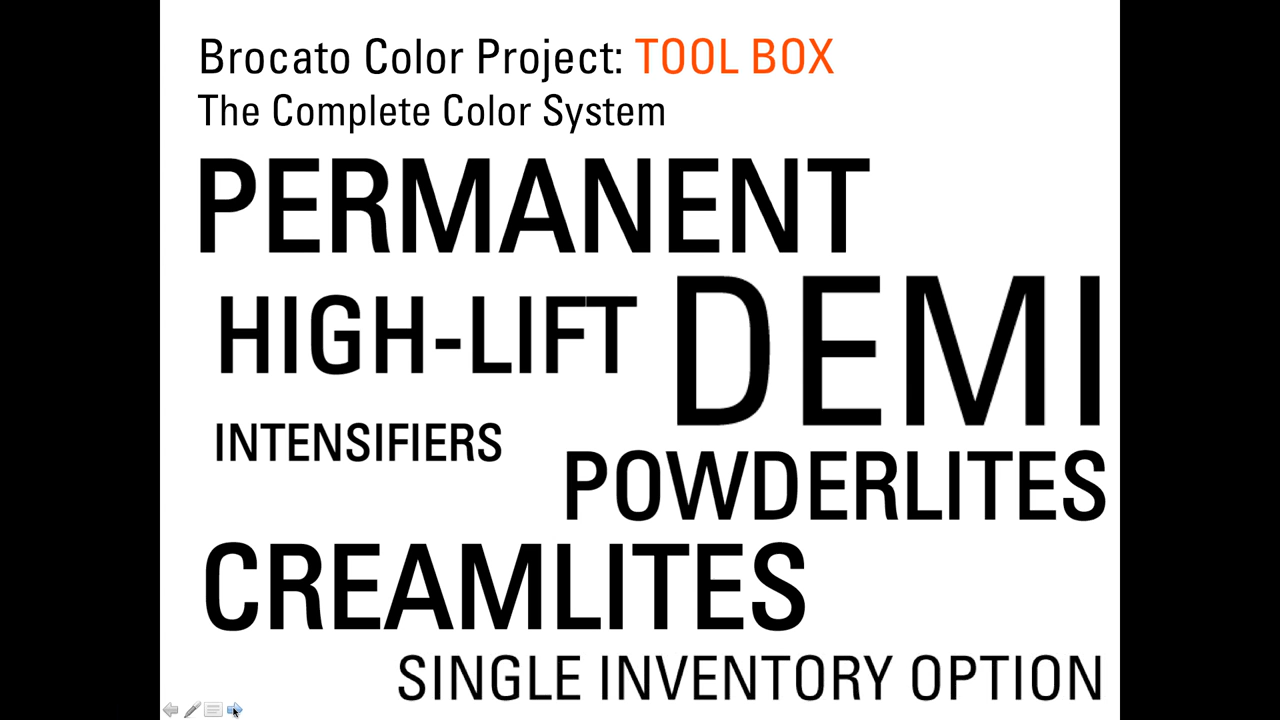 Brocato Color Project: TOOL BOX
The Complete Color System
PERMANENT
HIGH-LIFT DEMI
INTENSIFIERS
POWDERLITES
CREAMLITES
SINGLE INVENTORY OPTION